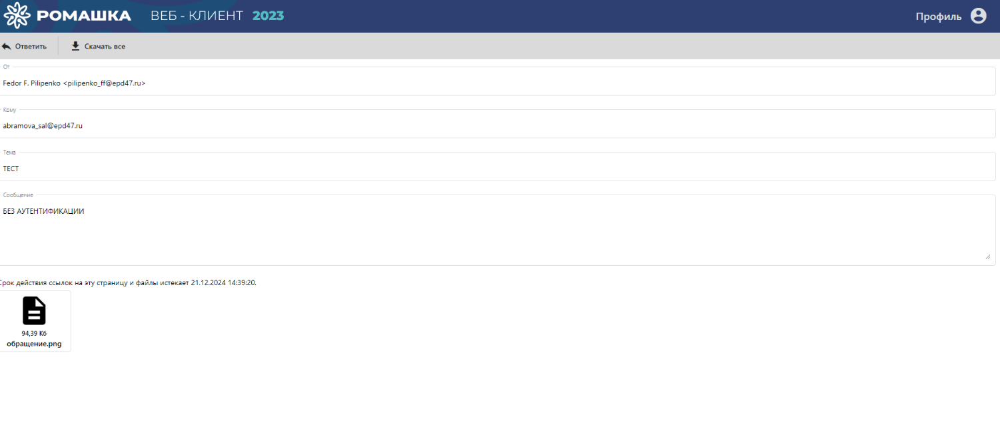 РОМАШКА ВЕБ - КЛИЕНТ 2023 Профиль
Ответить Скачать все
От
Fedor F. Pilipenko <pilipenko_ff@epd47.ru>
Кому
abramova_sal@epd47.ru
Тема
ТЕСТ
Сообщение
БЕЗ АУТЕНТИФИКАЦИИ
Срок действия ссылок на эту страницу и файлы истекает 21.12.2024 14:39:20.
94,39 Кб
обращение.png